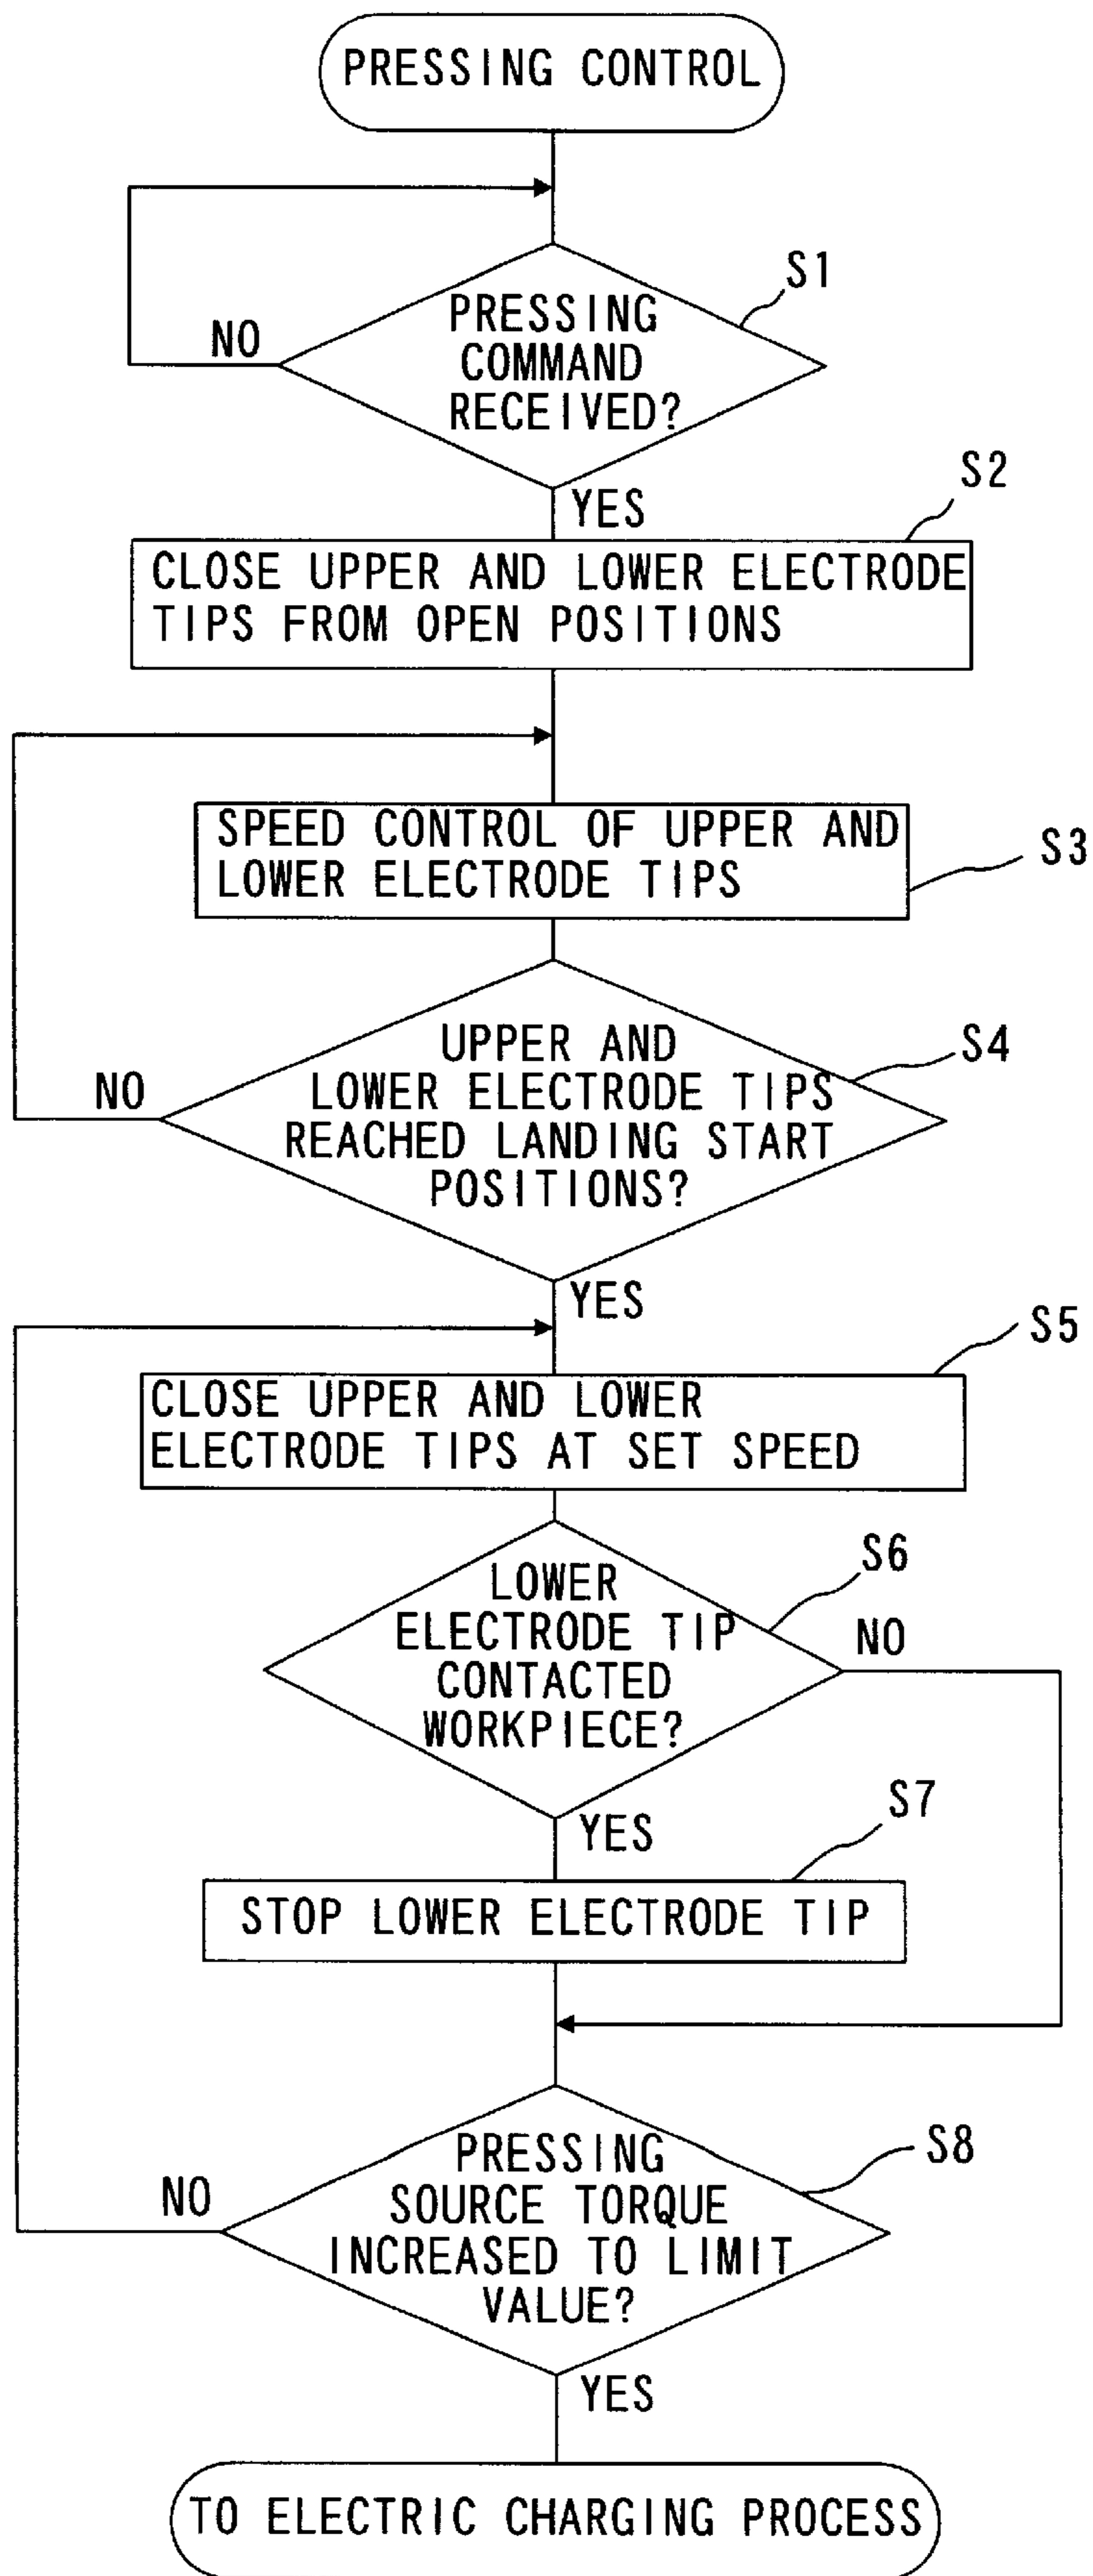 PRESSING CONTROL
S1
PRESSING
COMMAND
RECEIVED?
NO
YES
S2
CLOSE UPPER AND LOWER ELECTRODE
TIPS FROM OPEN POSITIONS
SPEED CONTROL OF UPPER AND
LOWER ELECTRODE TIPS
S3
UPPER AND
LOWER ELECTRODE TIPS
REACHED LANDING START
POSITIONS?
S4
NO
YES
S5
CLOSE UPPER AND LOWER
ELECTRODE TIPS AT SET SPEED
S6
LOWER
ELECTRODE TIP
CONTACTED
WORKPIECE?
NO
YES
S7
STOP LOWER ELECTRODE TIP
S8
PRESSING
SOURCE TORQUE
INCREASED TO LIMIT
VALUE?
NO
YES
TO ELECTRIC CHARGING PROCESS